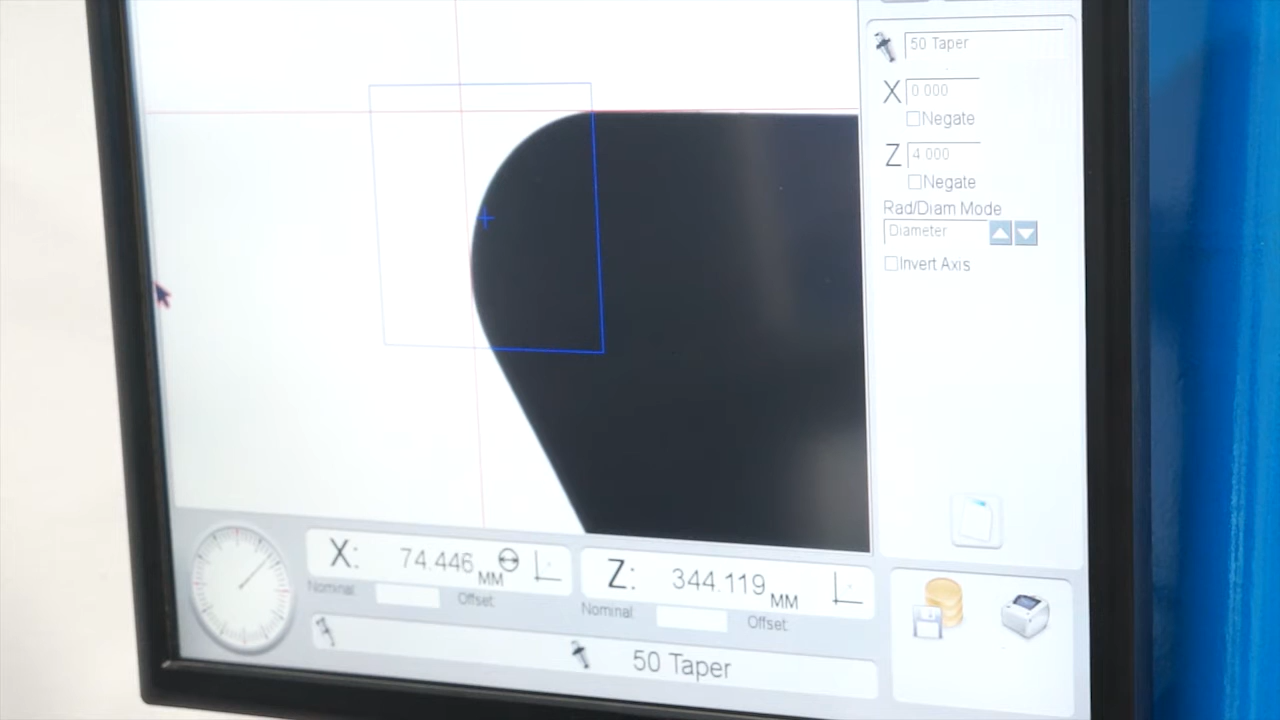 50 Taper
X 0.000
Negate
Z 4.000
Negate
Rad/Diam Mode
Diameter
Invert Axis
X: 74.446 MM
Nominal: Offset:
Z: 344.119 MM
Nominal: Offset:
50 Taper